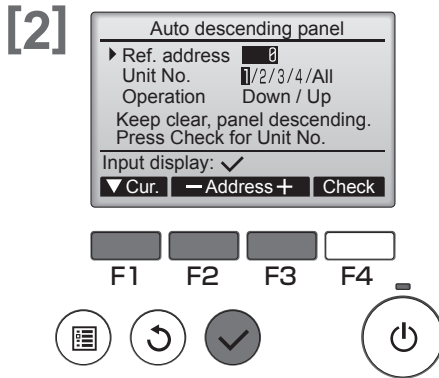 [2]
Auto descending panel
Ref. address 0
Unit No. 1/2/3/4/All
Operation Down / Up
Keep clear, panel descending.
Press Check for Unit No.
Input display: ✓
▼ Cur. − Address + Check
F1 F2 F3 F4